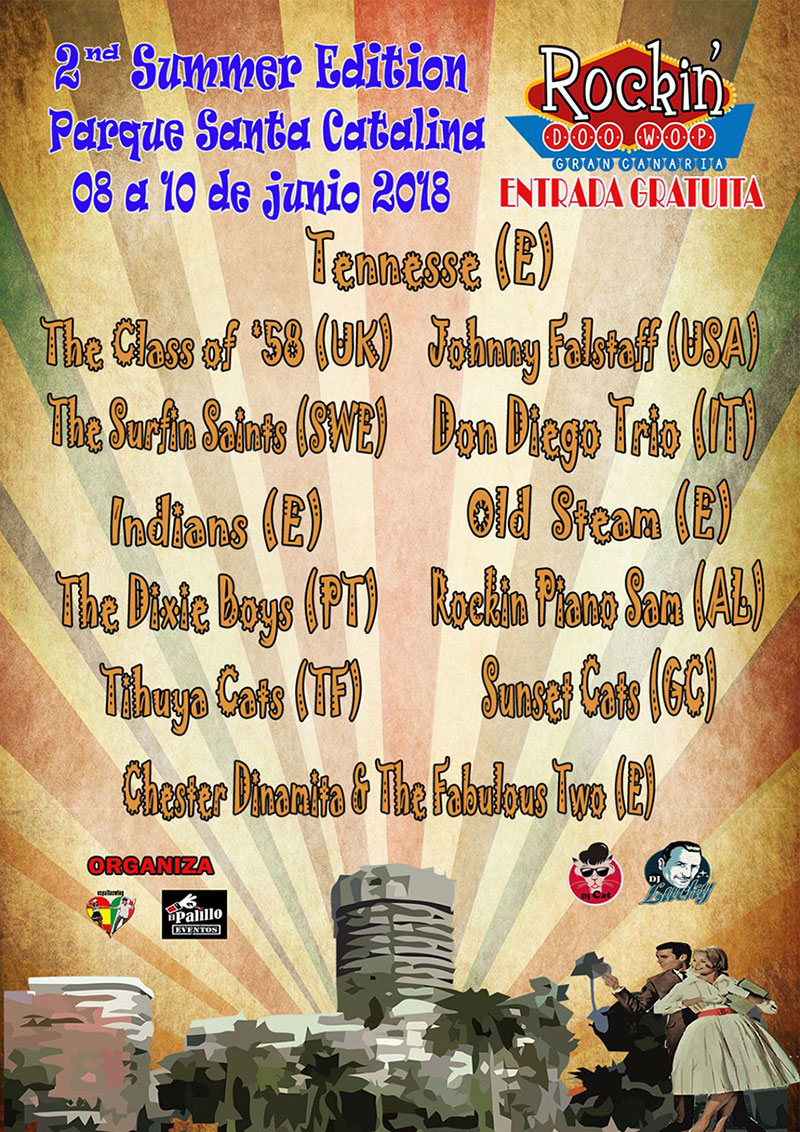 2nd Summer Edition
Parque Santa Catalina
08 a 10 de junio 2018
Rockin'
DOO WOP
GRAN CANARIA
ENTRADA GRATUITA
Tennesse (E)
The Class of '58 (UK)
Johnny Falstaff (USA)
The Surfin Saints (SWE)
Don Diego Trio (IT)
Indians (E)
Old Steam (E)
The Dixie Boys (PT)
Rockin Piano Sam (AL)
Tihuya Cats (TF)
Sunset Cats (GC)
Chester Dinamita & The Fabulous Two (E)
ORGANIZA
españaswing
El Palillo
EVENTOS
DJ Cat
DJ
Lucky